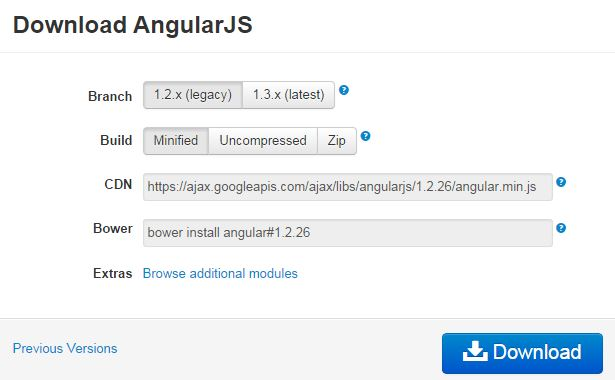 Download AngularJS
Branch 1.2.x (legacy) 1.3.x (latest) ?
Build Minified Uncompressed Zip ?
CDN https://ajax.googleapis.com/ajax/libs/angularjs/1.2.26/angular.min.js ?
Bower bower install angular#1.2.26 ?
Extras Browse additional modules
Previous Versions Download